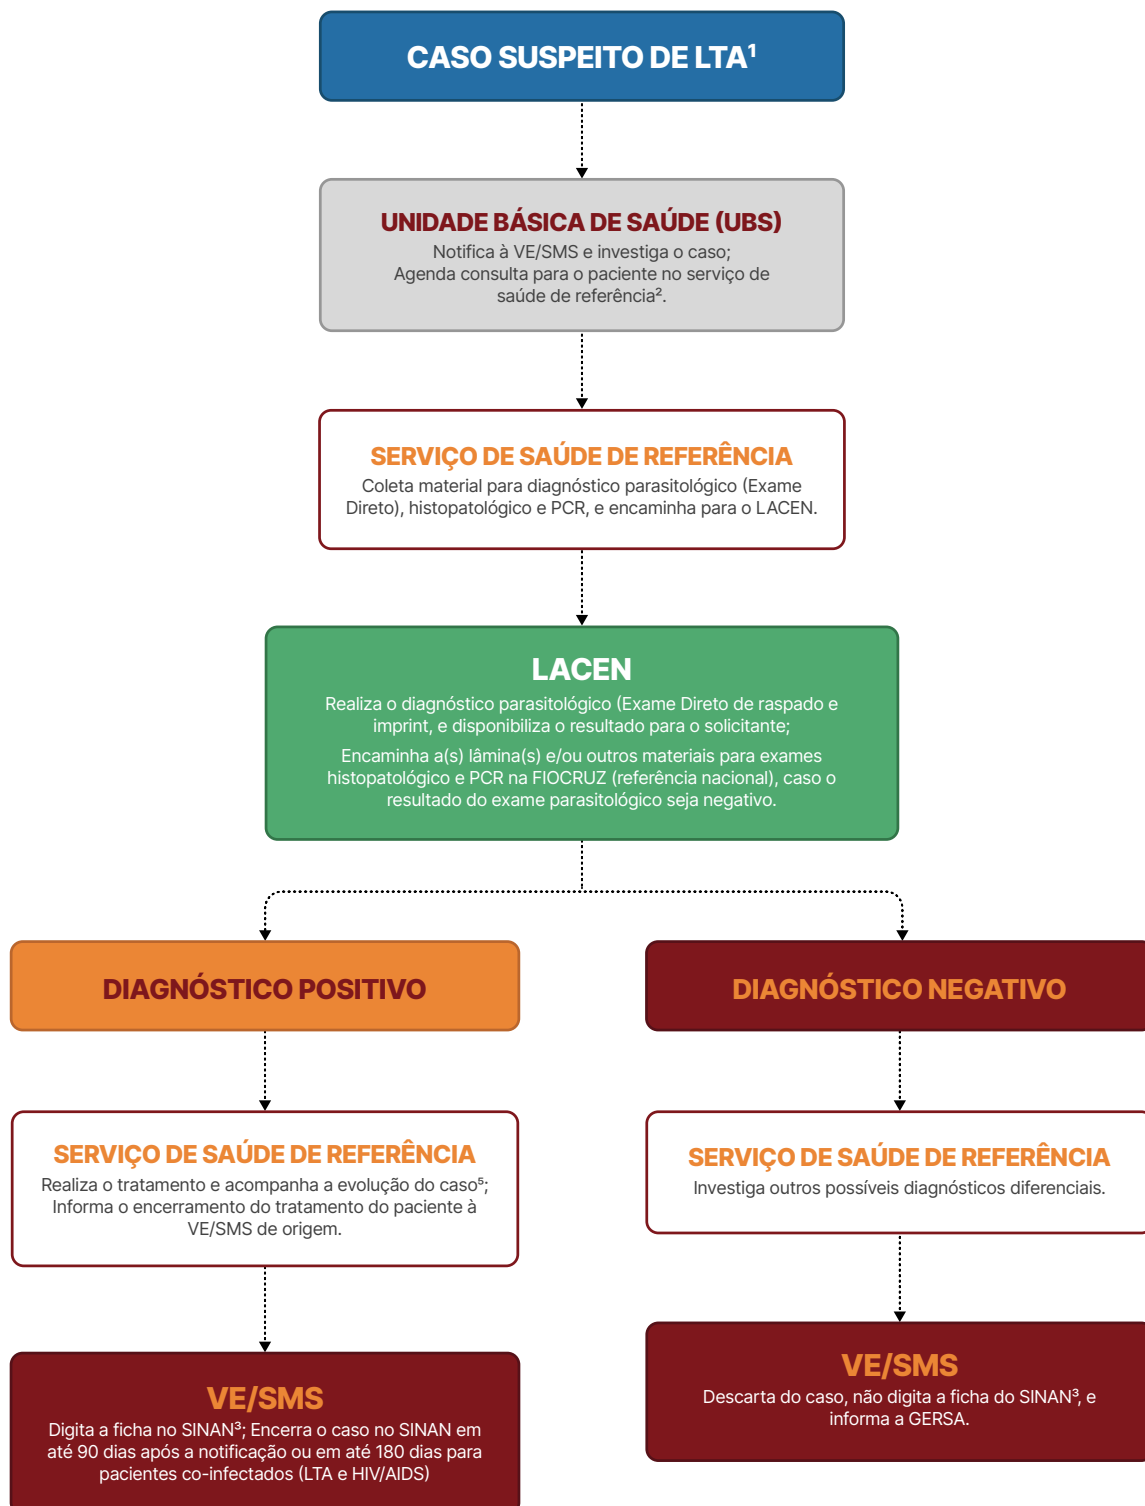 CASO SUSPEITO DE LTA¹
UNIDADE BÁSICA DE SAÚDE (UBS)
Notifica à VE/SMS e investiga o caso;
Agenda consulta para o paciente no serviço de
saúde de referência².
SERVIÇO DE SAÚDE DE REFERÊNCIA
Coleta material para diagnóstico parasitológico (Exame
Direto), histopatológico e PCR, e encaminha para o LACEN.
LACEN
Realiza o diagnóstico parasitológico (Exame Direto de raspado e
imprint, e disponibiliza o resultado para o solicitante;
Encaminha a(s) lâmina(s) e/ou outros materiais para exames
histopatológico e PCR na FIOCRUZ (referência nacional), caso o
resultado do exame parasitológico seja negativo.
DIAGNÓSTICO POSITIVO
SERVIÇO DE SAÚDE DE REFERÊNCIA
Realiza o tratamento e acompanha a evolução do caso⁵;
Informa o encerramento do tratamento do paciente à
VE/SMS de origem.
VE/SMS
Digita a ficha no SINAN³; Encerra o caso no SINAN em
até 90 dias após a notificação ou em até 180 dias para
pacientes co-infectados (LTA e HIV/AIDS)
DIAGNÓSTICO NEGATIVO
SERVIÇO DE SAÚDE DE REFERÊNCIA
Investiga outros possíveis diagnósticos diferenciais.
VE/SMS
Descarta do caso, não digita a ficha do SINAN³, e
informa a GERSA.